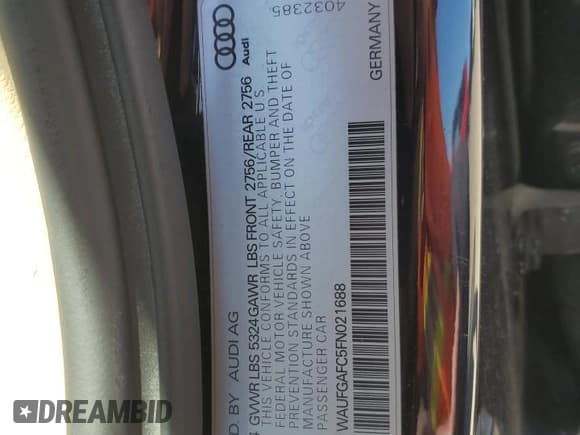 D. BY AUDI AG
GVWR LBS 5324 GAWR LBS FRONT 2756/REAR 2756
THIS VEHICLE CONFORMS TO ALL APPLICABLE U S
FEDERAL MOTOR VEHICLE SAFETY, BUMPER AND THEFT
PREVENTION STANDARDS IN EFFECT ON THE DATE OF
MANUFACTURE SHOWN ABOVE
PASSENGER CAR
WAUFGAFC5FN021688
GERMANY
Audi
4032385
DREAMBID